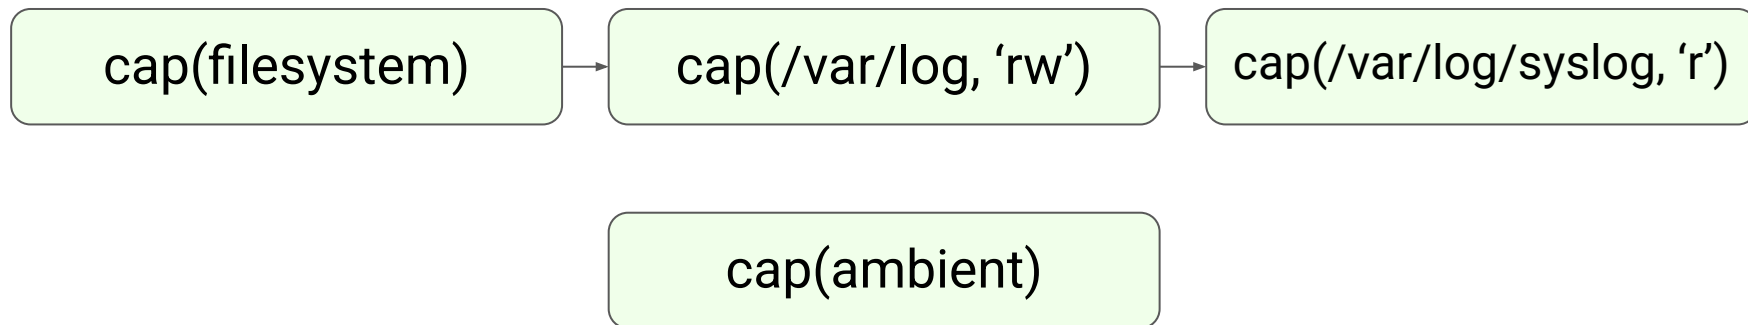 cap(filesystem)
cap(/var/log, ‘rw’)
cap(/var/log/syslog, ‘r’)
cap(ambient)